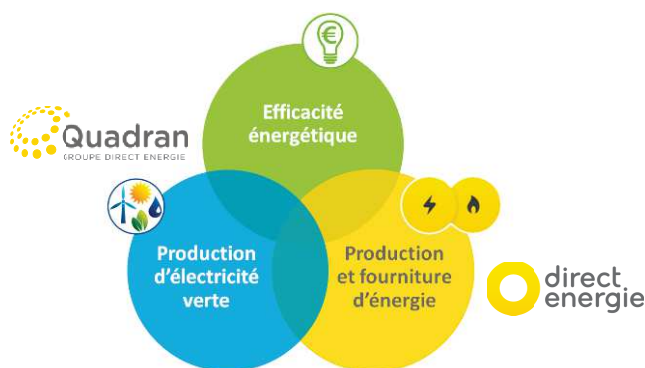 Efficacité
énergétique
Quadran
GROUPE DIRECT ENERGIE
Production
d'électricité
verte
Production
et fourniture
d'énergie
direct
energie